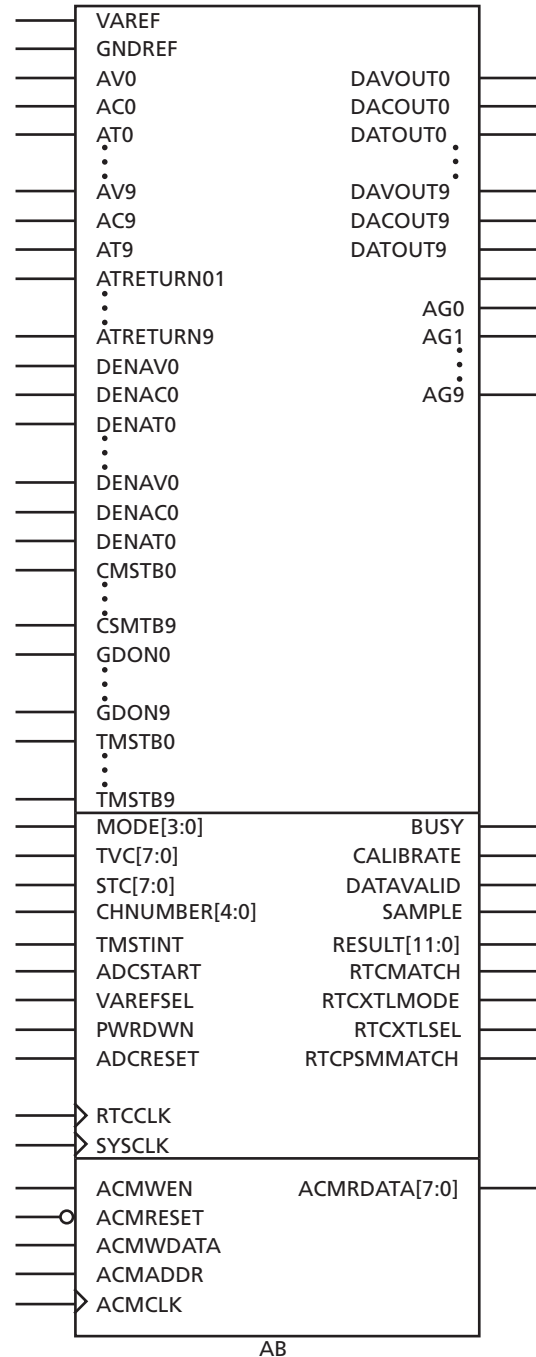 VAREF
GNDREF
AV0 DAVOUT0
AC0 DACOUT0
AT0 DATOUT0
AV9 DAVOUT9
AC9 DACOUT9
AT9 DATOUT9
ATRETURN01
AG0
ATRETURN9 AG1
DENAV0
DENAC0 AG9
DENAT0
DENAV0
DENAC0
DENAT0
CMSTB0
CSMTB9
GDON0
GDON9
TMSTB0
TMSTB9
MODE[3:0] BUSY
TVC[7:0] CALIBRATE
STC[7:0] DATAVALID
CHNUMBER[4:0] SAMPLE
TMSTINT RESULT[11:0]
ADCSTART RTCMATCH
VAREFSEL RTCXTLMODE
PWRDWN RTCXTLSEL
ADCRESET RTCPSMMATCH
RTCCLK
SYSCLK
ACMWEN ACMRDATA[7:0]
ACMRESET
ACMWDATA
ACMADDR
ACMCLK
AB